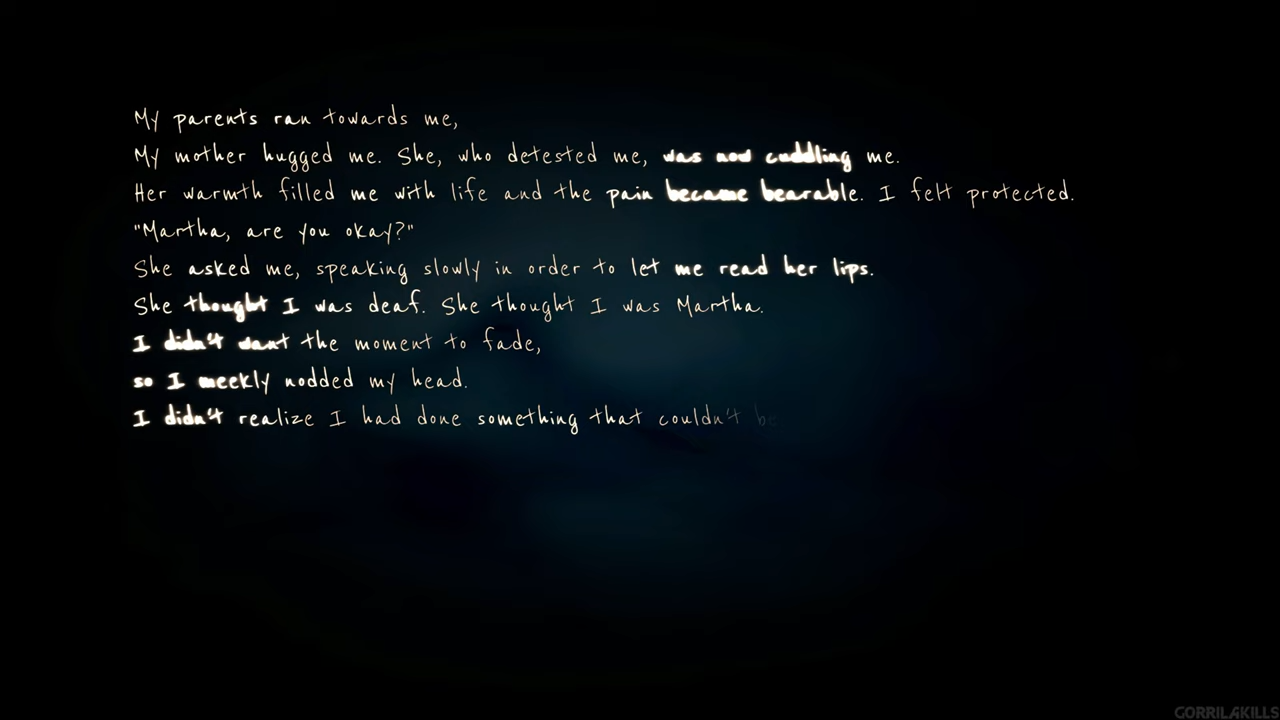 My parents ran towards me,
My mother hugged me. She, who detested me, was now cuddling me.
Her warmth filled me with life and the pain became bearable. I felt protected.
"Martha, are you okay?"
She asked me, speaking slowly in order to let me read her lips.
She thought I was deaf. She thought I was Martha.
I didn't want the moment to fade,
so I meekly nodded my head.
I didn't realize I had done something that couldn't be
GORRILAKILLS